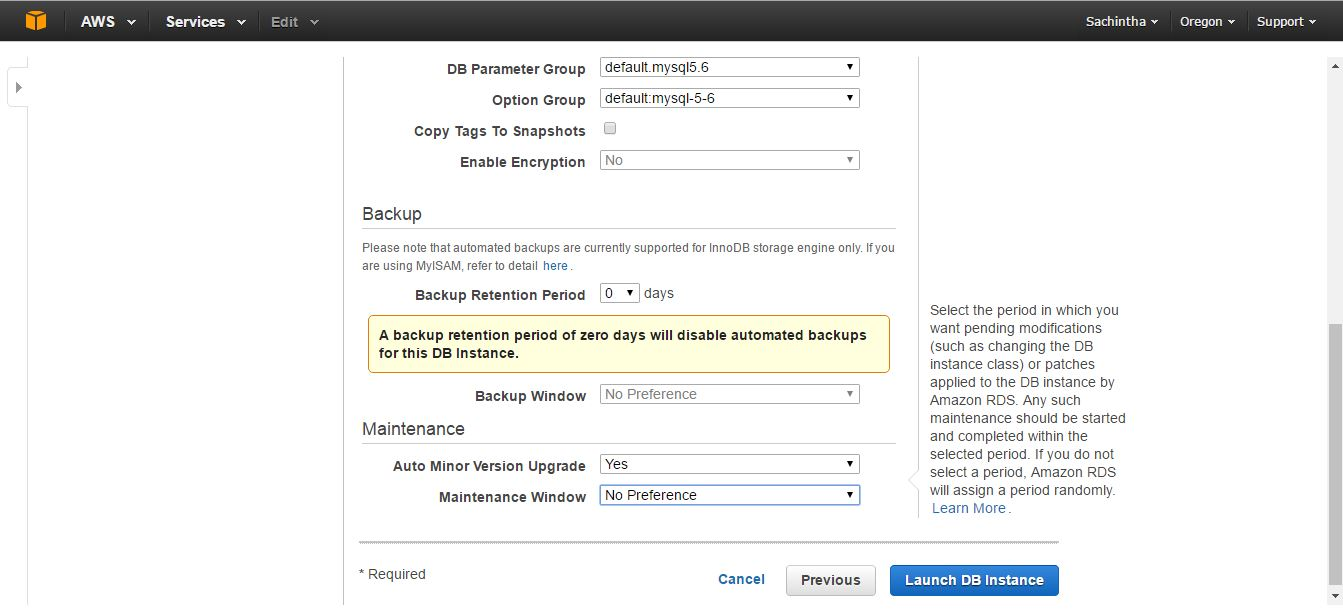 AWS Services Edit Sachintha Oregon Support
DB Parameter Group default.mysql5.6
Option Group default:mysql-5-6
Copy Tags To Snapshots
Enable Encryption No
Backup
Please note that automated backups are currently supported for InnoDB storage engine only. If you
are using MyISAM, refer to detail here.
Backup Retention Period 0 days
A backup retention period of zero days will disable automated backups
for this DB Instance.
Backup Window No Preference
Maintenance
Auto Minor Version Upgrade Yes
Maintenance Window No Preference
Select the period in which you
want pending modifications
(such as changing the DB
instance class) or patches
applied to the DB instance by
Amazon RDS. Any such
maintenance should be started
and completed within the
selected period. If you do not
select a period, Amazon RDS
will assign a period randomly.
Learn More.
* Required Cancel Previous Launch DB Instance